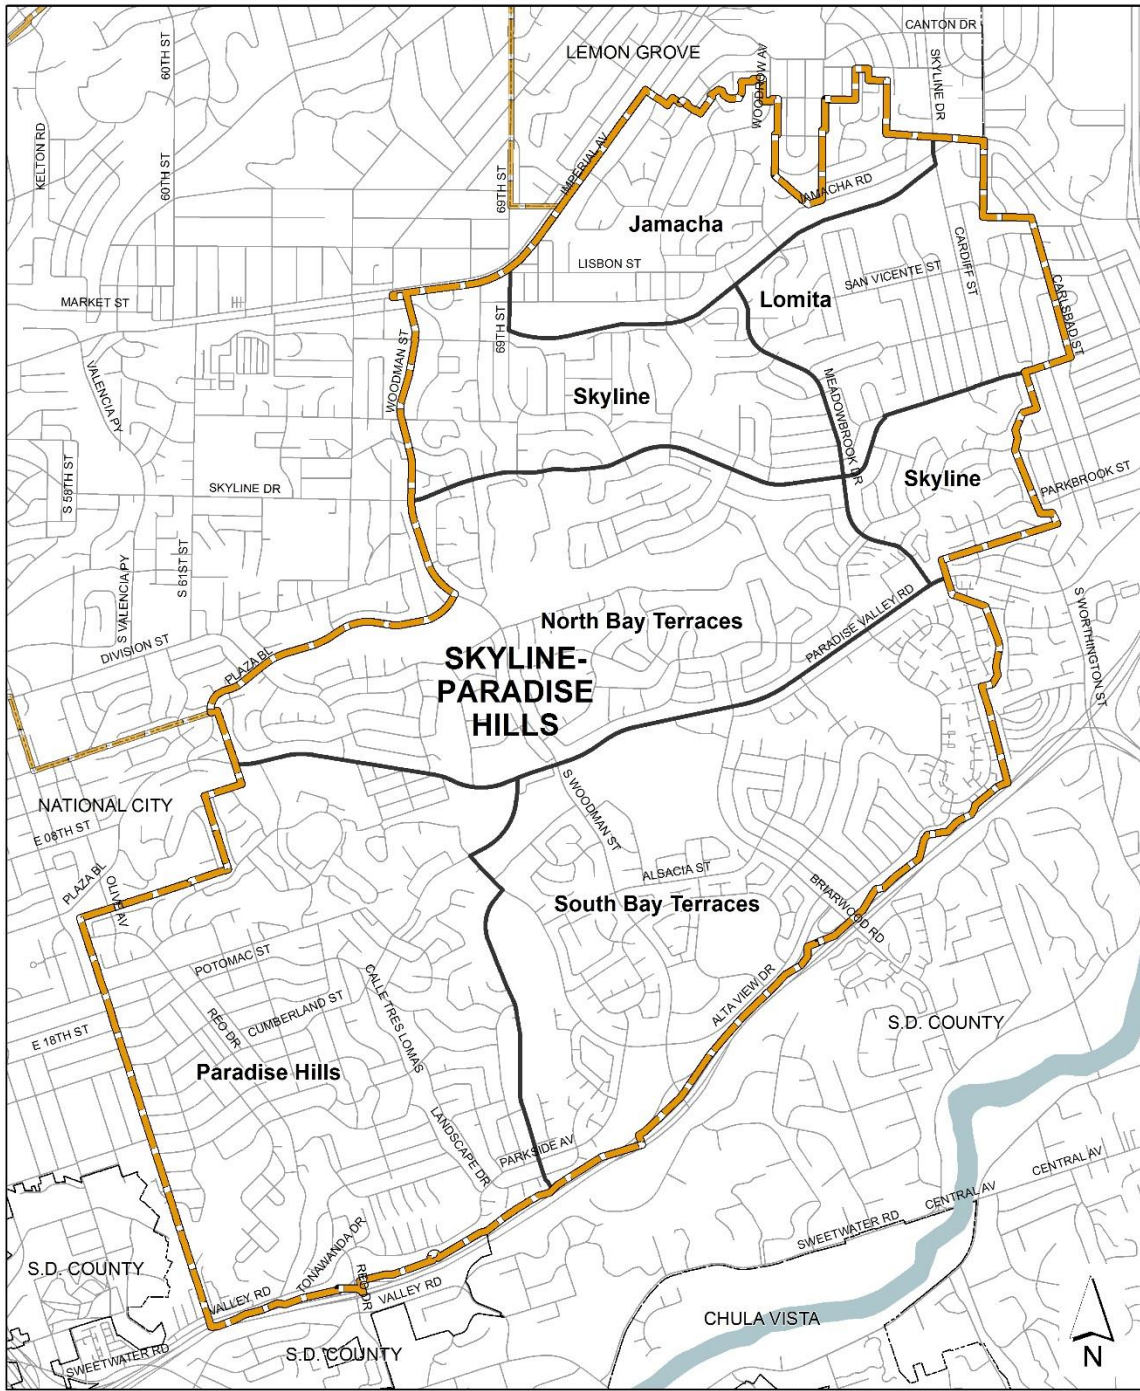 CANTON DR
LEMON GROVE
60TH ST
WOODROW AV
SKYLINE DR
KELTON RD
60TH ST
69TH ST
IMPERIAL AV
JAMACHA RD
Jamacha
LISBON ST
SAN VICENTE ST
CARDIFF ST
MARKET ST
Lomita
CARLSBAD ST
69TH ST
WOODMAN ST
VALENCIA PY
Skyline
MEADOWBROOK DR
S 58TH ST
SKYLINE DR
Skyline
PARKBROOK ST
S VALENCIA PY
S 61ST ST
North Bay Terraces
PARADISE VALLEY RD
S WORTHINGTON ST
DIVISION ST
PLAZA BL
SKYLINE-
PARADISE
HILLS
NATIONAL CITY
E 08TH ST
S WOODMAN ST
PLAZA BL
OLIVE AV
ALSACIA ST
BRIARWOOD RD
South Bay Terraces
POTOMAC ST
CALLE TRES LOMAS
CUMBERLAND ST
REO DR
ALTA VIEW DR
E 18TH ST
S.D. COUNTY
Paradise Hills
LANDSCAPE DR
PARKSIDE AV
CENTRAL AV
CENTRAL AV
SWEETWATER RD
TONAWANDA DR
S.D. COUNTY
REO DR
VALLEY RD
VALLEY RD
CHULA VISTA
SWEETWATER RD
S.D. COUNTY
N